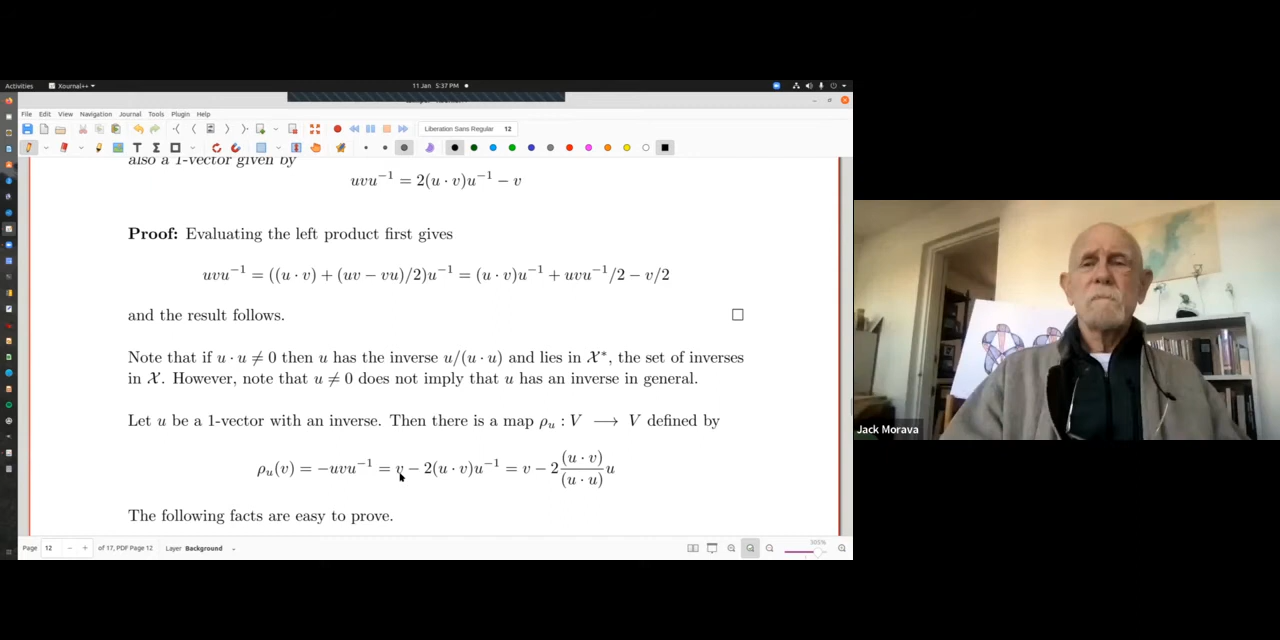 Activities Xournal++ 11 Jan 5:37 PM
File Edit View Navigation Journal Tools Plugin Help
Liberation Sans Regular 12
also a 1-vector given by
uvu⁻¹ = 2(u · v)u⁻¹ − v
Proof: Evaluating the left product first gives
uvu⁻¹ = ((u · v) + (uv − vu)/2)u⁻¹ = (u · v)u⁻¹ + uvu⁻¹/2 − v/2
and the result follows. □
Note that if u · u ≠ 0 then u has the inverse u/(u · u) and lies in 𝒳*, the set of inverses
in 𝒳. However, note that u ≠ 0 does not imply that u has an inverse in general.
Let u be a 1-vector with an inverse. Then there is a map ρᵤ : V ⟶ V defined by
ρᵤ(v) = −uvu⁻¹ = v − 2(u · v)u⁻¹ = v − 2 (u · v)/(u · u) u
The following facts are easy to prove.
Page 12 of 17, PDF Page 12 Layer Background 305%
Jack Morava